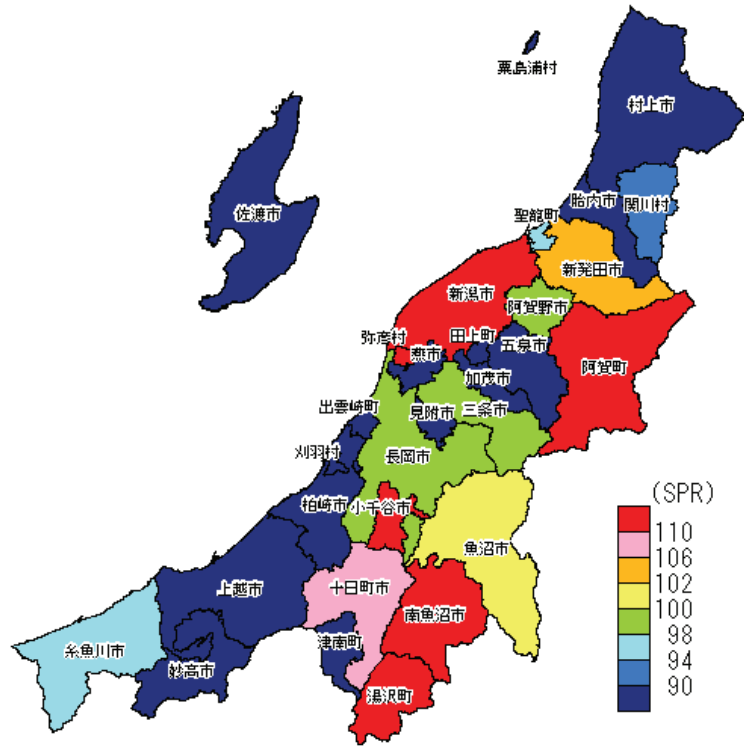 粟島浦村
村上市
佐渡市
胎内市
関川村
聖籠町
新発田市
新潟市
阿賀野市
弥彦村
田上町
五泉市
燕市
阿賀町
加茂市
出雲崎町
見附市
三条市
刈羽村
長岡市
柏崎市
小千谷市
魚沼市
上越市
十日町市
南魚沼市
津南町
糸魚川市
妙高市
湯沢町
(SPR)
110
106
102
100
98
94
90